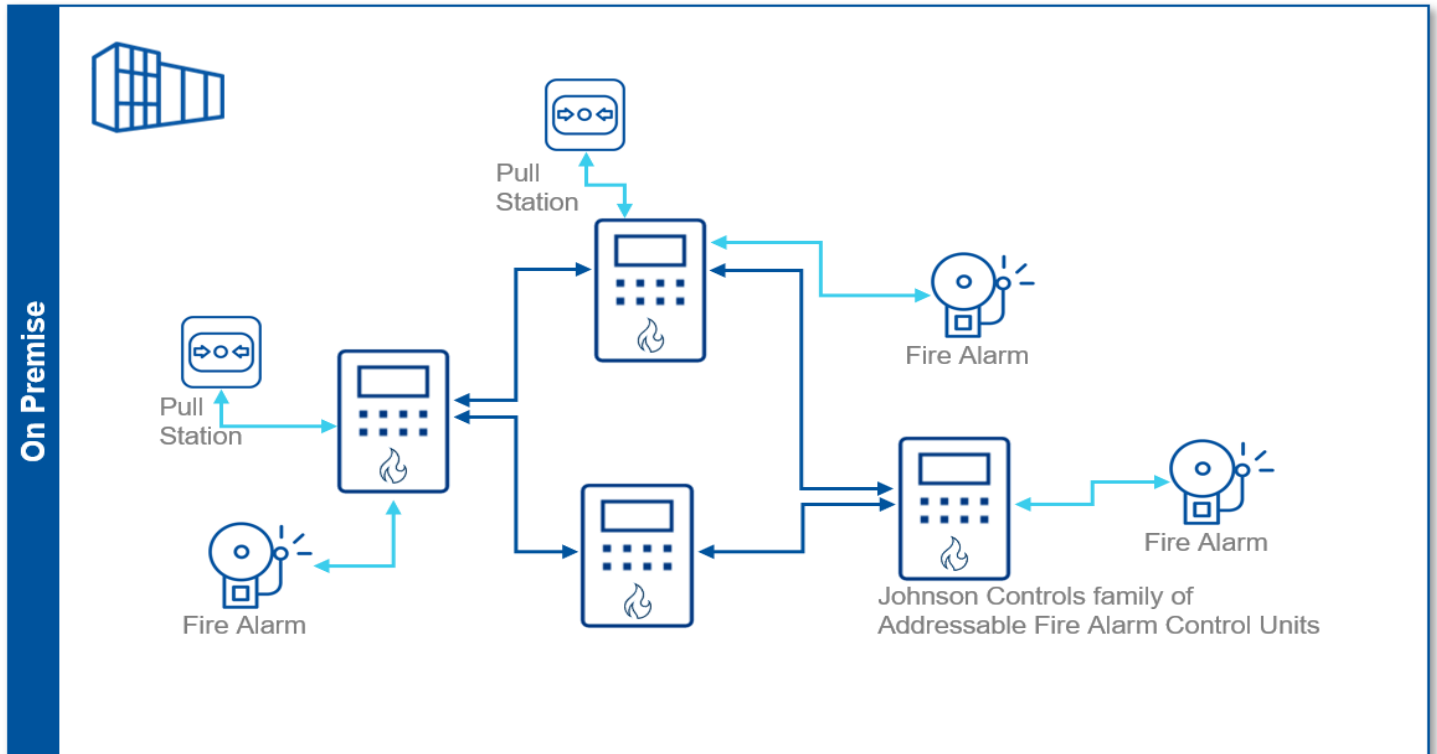 On Premise
Pull
Station
Fire Alarm
Pull
Station
Fire Alarm
Fire Alarm
Johnson Controls family of
Addressable Fire Alarm Control Units